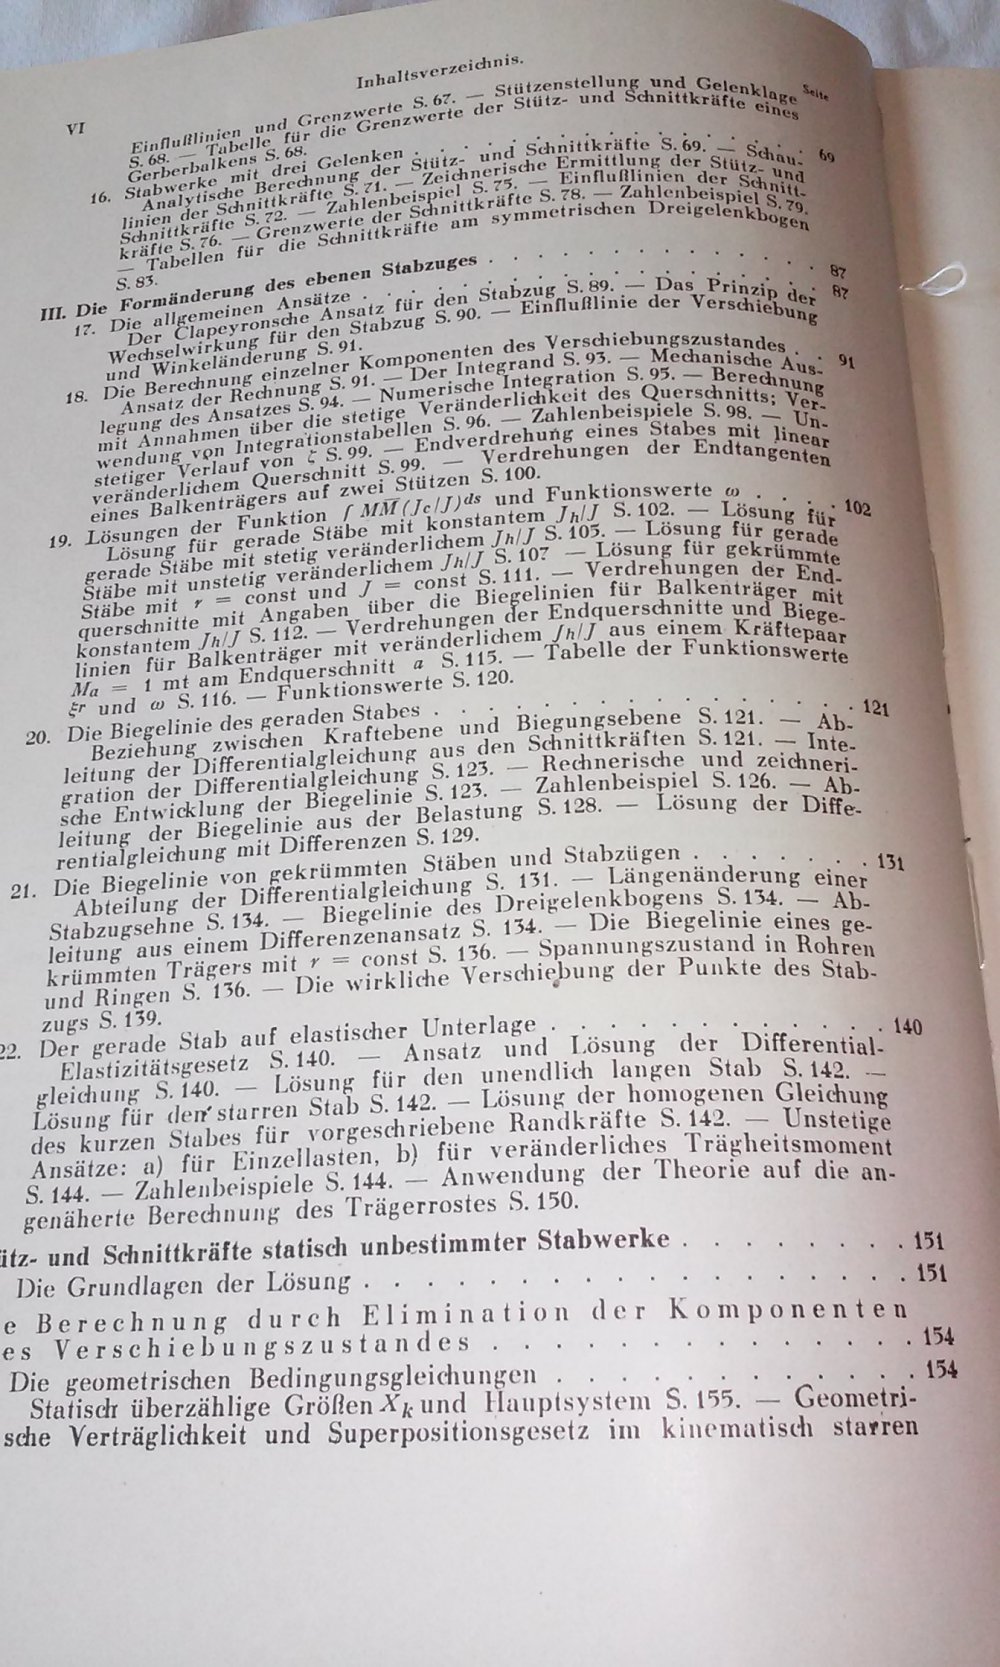 VI
Inhaltsverzeichnis.
Seite
Einflußlinien und Grenzwerte S. 67. — Stützenstellung und Gelenklage
S. 68. — Tabelle für die Grenzwerte der Stütz- und Schnittkräfte eines
Gerberbalkens S. 68.
16. Stabwerke mit drei Gelenken . . . . . . . . . . . . . . . 69
Analytische Berechnung der Stütz- und Schnittkräfte S. 69. — Schau-
linien der Schnittkräfte S. 71. — Zeichnerische Ermittlung der Stütz- und
Schnittkräfte S. 72. — Zahlenbeispiel S. 75. — Einflußlinien der Schnitt-
kräfte S. 76. — Grenzwerte der Schnittkräfte S. 78. — Zahlenbeispiel S. 79.
— Tabellen für die Schnittkräfte am symmetrischen Dreigelenkbogen
S. 83.
III. Die Formänderung des ebenen Stabzuges . . . . . . . . . . . . . . 87
17. Die allgemeinen Ansätze . . . . . . . . . . . . . . . . . 87
Der Clapeyronsche Ansatz für den Stabzug S. 89. — Das Prinzip der
Wechselwirkung für den Stabzug S. 90. — Einflußlinie der Verschiebung
und Winkeländerung S. 91.
18. Die Berechnung einzelner Komponenten des Verschiebungszustandes . . 91
Ansatz der Rechnung S. 91. — Der Integrand S. 93. — Mechanische Aus-
legung des Ansatzes S. 94. — Numerische Integration S. 95. — Berechnung
mit Annahmen über die stetige Veränderlichkeit des Querschnitts; Ver-
wendung von Integrationstabellen S. 96. — Zahlenbeispiele S. 98. — Un-
stetiger Verlauf von ζ S. 99. — Endverdrehung eines Stabes mit linear
veränderlichem Querschnitt S. 99. — Verdrehungen der Endtangenten
eines Balkenträgers auf zwei Stützen S. 100.
19. Lösungen der Funktion ∫ MM̅ (Jc/J) ds und Funktionswerte ω . . . . 102
Lösung für gerade Stäbe mit konstantem Jh/J S. 102. — Lösung für
gerade Stäbe mit stetig veränderlichem Jh/J S. 105. — Lösung für gerade
Stäbe mit unstetig veränderlichem Jh/J S. 107 — Lösung für gekrümmte
Stäbe mit r = const und J = const S. 111. — Verdrehungen der End-
querschnitte mit Angaben über die Biegelinien für Balkenträger mit
konstantem Jh/J S. 112. — Verdrehungen der Endquerschnitte und Biege-
linien für Balkenträger mit veränderlichem Jh/J aus einem Kräftepaar
Ma = 1 mt am Endquerschnitt a S. 115. — Tabelle der Funktionswerte
ξr und ω S. 116. — Funktionswerte S. 120.
20. Die Biegelinie des geraden Stabes . . . . . . . . . . . . . . . 121
Beziehung zwischen Kraftebene und Biegungsebene S. 121. — Ab-
leitung der Differentialgleichung aus den Schnittkräften S. 121. — Inte-
gration der Differentialgleichung S. 123. — Rechnerische und zeichneri-
sche Entwicklung der Biegelinie S. 123. — Zahlenbeispiel S. 126. — Ab-
leitung der Biegelinie aus der Belastung S. 128. — Lösung der Diffe-
rentialgleichung mit Differenzen S. 129.
21. Die Biegelinie von gekrümmten Stäben und Stabzügen . . . . . . . 131
Abteilung der Differentialgleichung S. 131. — Längenänderung einer
Stabzugsehne S. 134. — Biegelinie des Dreigelenkbogens S. 134. — Ab-
leitung aus einem Differenzenansatz S. 134. — Die Biegelinie eines ge-
krümmten Trägers mit r = const S. 136. — Spannungszustand in Rohren
und Ringen S. 136. — Die wirkliche Verschiebung der Punkte des Stab-
zugs S. 139.
22. Der gerade Stab auf elastischer Unterlage . . . . . . . . . . . . 140
Elastizitätsgesetz S. 140. — Ansatz und Lösung der Differential-
gleichung S. 140. — Lösung für den unendlich langen Stab S. 142. —
Lösung für den starren Stab S. 142. — Lösung der homogenen Gleichung
des kurzen Stabes für vorgeschriebene Randkräfte S. 142. — Unstetige
Ansätze: a) für Einzellasten, b) für veränderliches Trägheitsmoment
S. 144. — Zahlenbeispiele S. 144. — Anwendung der Theorie auf die an-
genäherte Berechnung des Trägerrostes S. 150.
ütz- und Schnittkräfte statisch unbestimmter Stabwerke . . . . . . . . 151
Die Grundlagen der Lösung . . . . . . . . . . . . . . . . . . 151
e Berechnung durch Elimination der Komponenten
es Verschiebungszustandes . . . . . . . . . . . . . . 154
Die geometrischen Bedingungsgleichungen . . . . . . . . . . . . 154
Statisch überzählige Größen Xk und Hauptsystem S. 155. — Geometri-
sche Verträglichkeit und Superpositionsgesetz im kinematisch starren